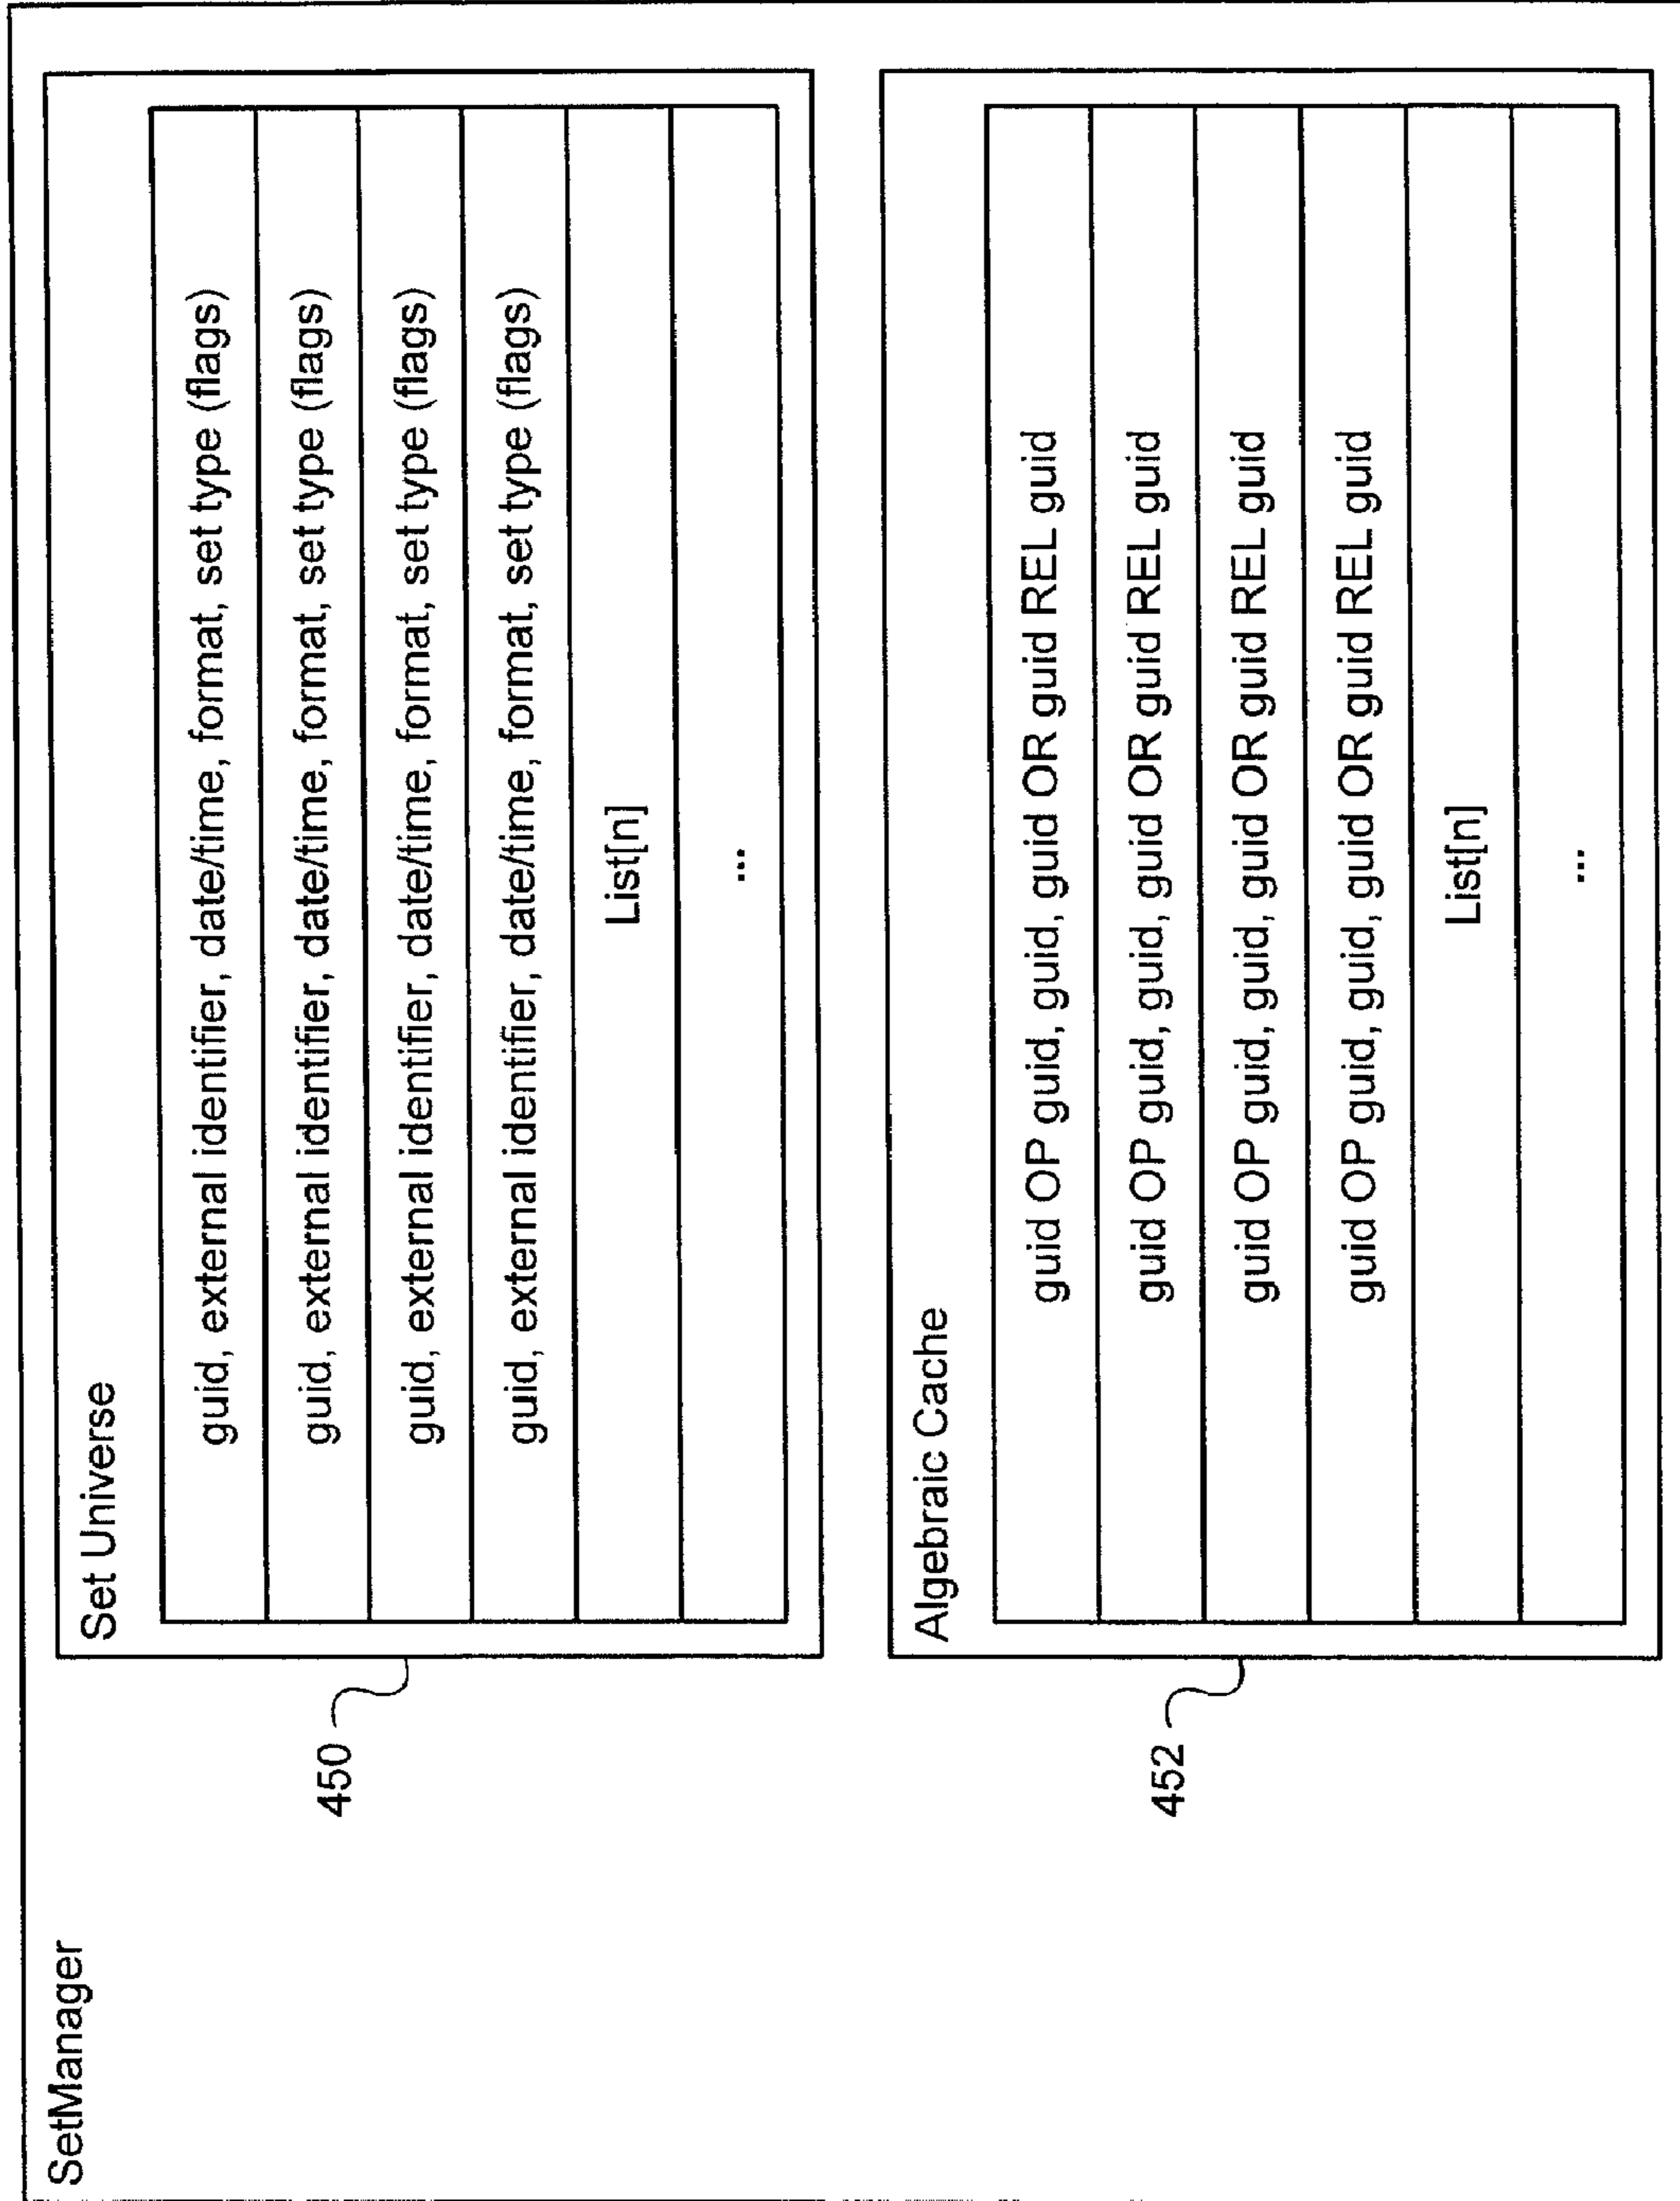 SetManager
450
Set Universe
guid, external identifier, date/time, format, set type (flags)
guid, external identifier, date/time, format, set type (flags)
guid, external identifier, date/time, format, set type (flags)
guid, external identifier, date/time, format, set type (flags)
List[n]
...
452
Algebraic Cache
guid OP guid, guid, guid OR guid REL guid
guid OP guid, guid, guid OR guid REL guid
guid OP guid, guid, guid OR guid REL guid
guid OP guid, guid, guid OR guid REL guid
List[n]
...